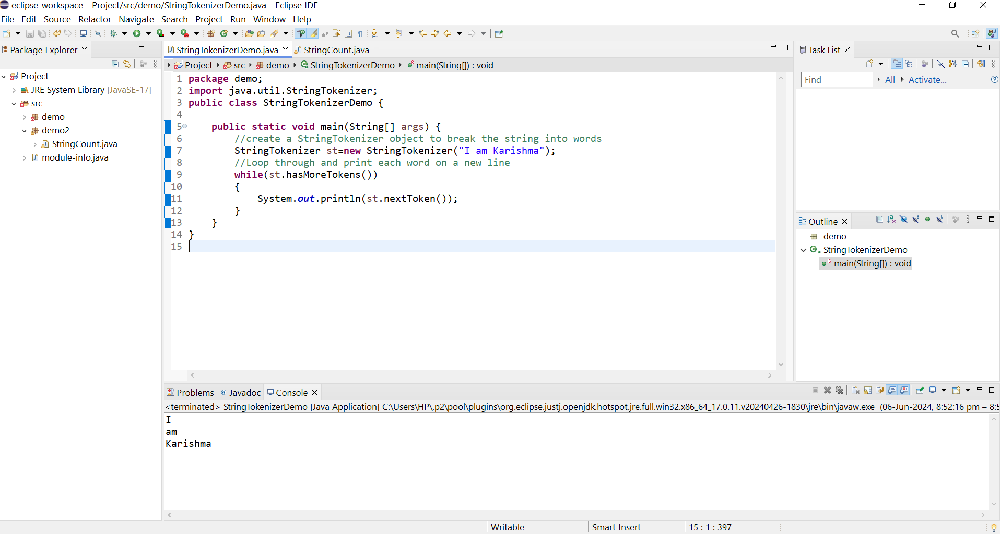 eclipse-workspace - Project/src/demo/StringTokenizerDemo.java - Eclipse IDE
File Edit Source Refactor Navigate Search Project Run Window Help
Package Explorer
Project
JRE System Library [JavaSE-17]
src
demo
demo2
StringCount.java
module-info.java
StringTokenizerDemo.java StringCount.java
Project src demo StringTokenizerDemo main(String[]) : void
1 package demo;
2 import java.util.StringTokenizer;
3 public class StringTokenizerDemo {
4
5 public static void main(String[] args) {
6 //create a StringTokenizer object to break the string into words
7 StringTokenizer st=new StringTokenizer("I am Karishma");
8 //Loop through and print each word on a new line
9 while(st.hasMoreTokens())
10 {
11 System.out.println(st.nextToken());
12 }
13 }
14 }
15
Task List
Find All Activate...
Outline
demo
StringTokenizerDemo
main(String[]) : void
Problems Javadoc Console
<terminated> StringTokenizerDemo [Java Application] C:\Users\HP\.p2\pool\plugins\org.eclipse.justj.openjdk.hotspot.jre.full.win32.x86_64_17.0.11.v20240426-1830\jre\bin\javaw.exe (06-Jun-2024, 8:52:16 pm – 8:5
I
am
Karishma
Writable Smart Insert 15 : 1 : 397